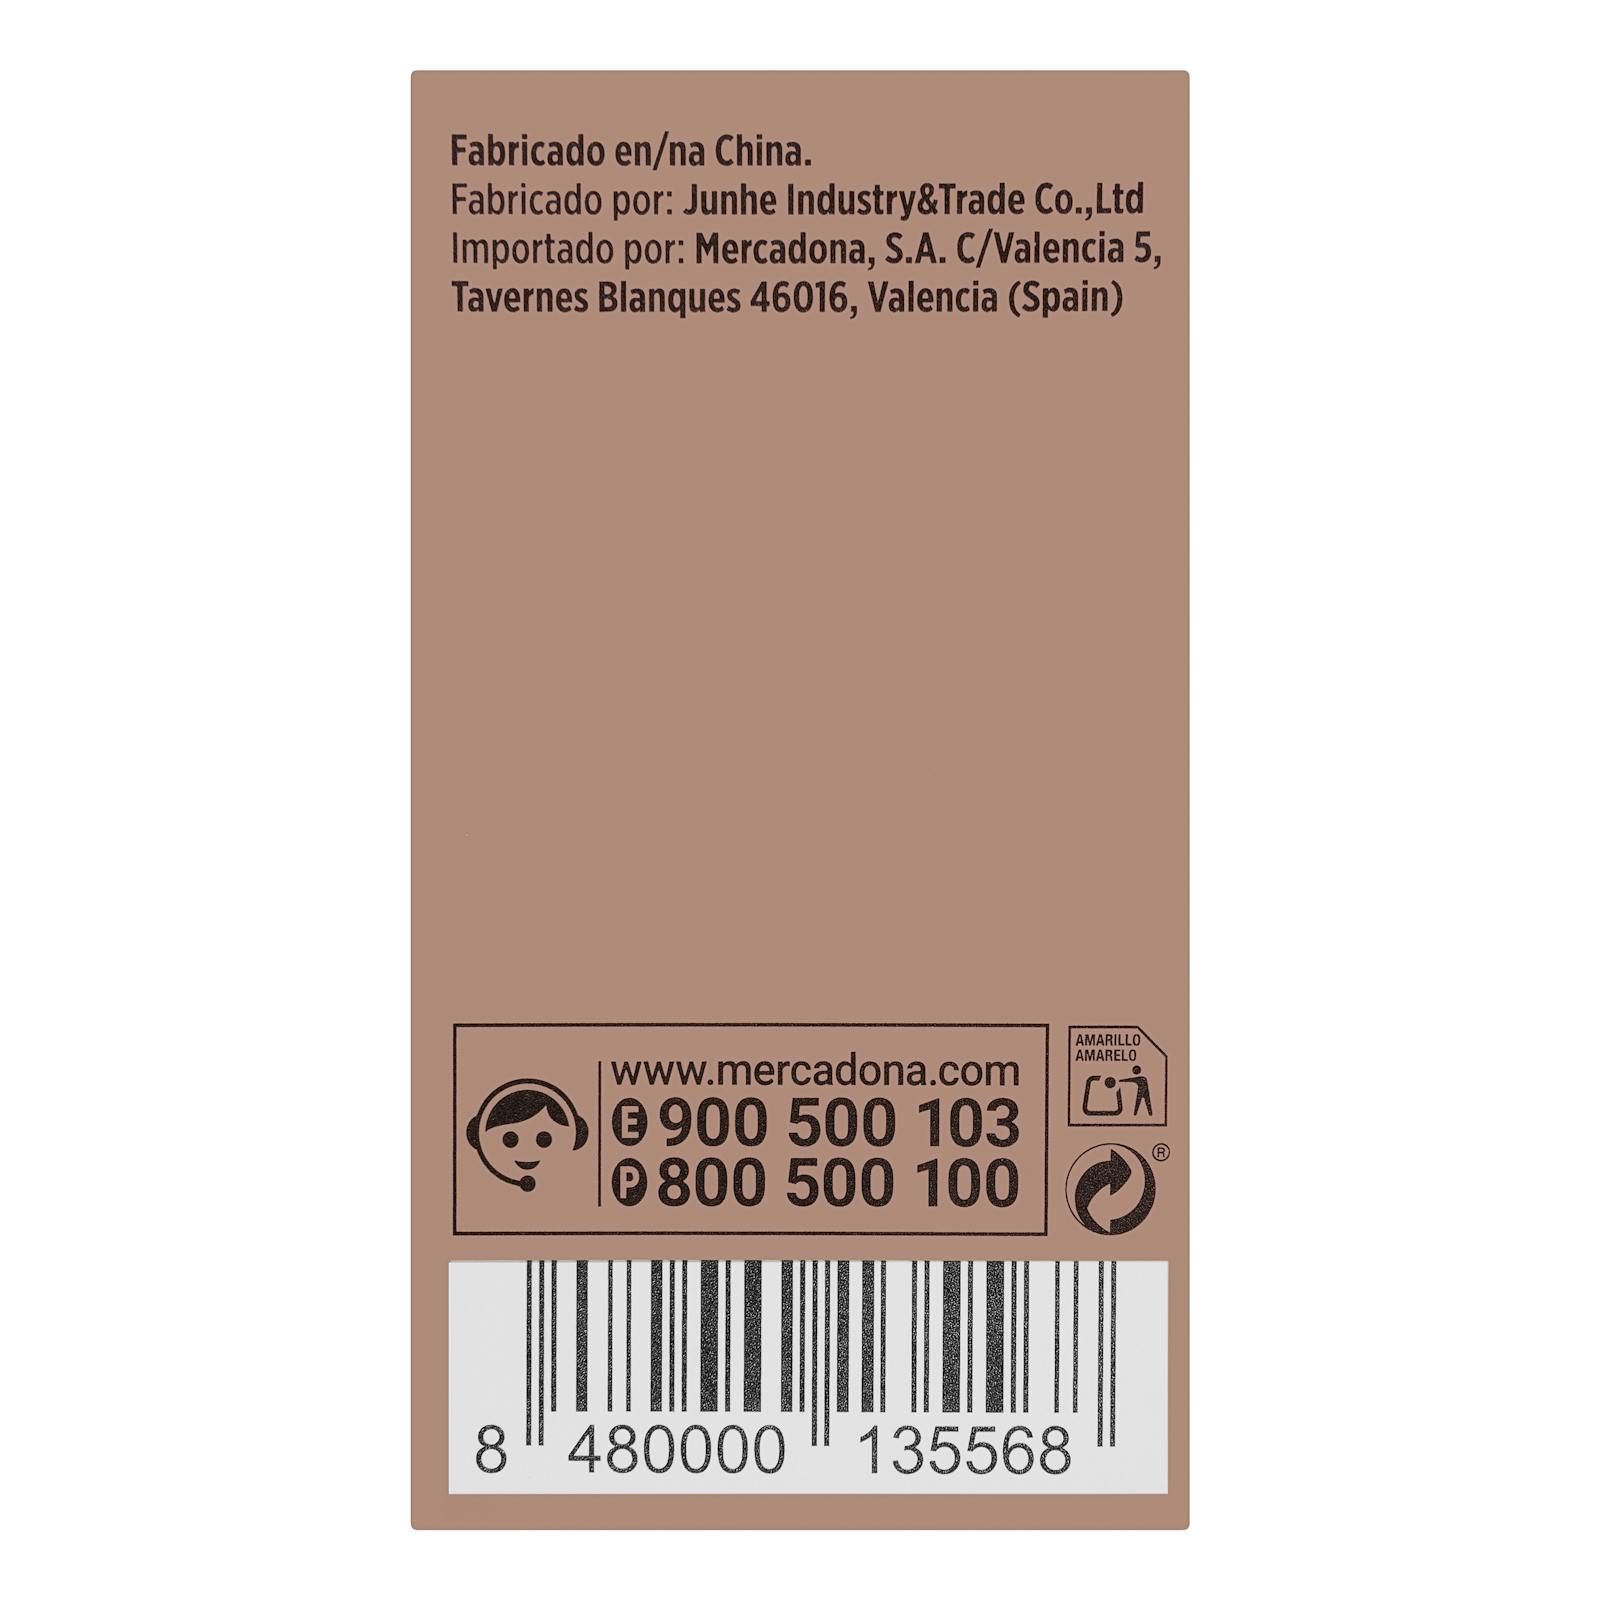 Fabricado en/na China.
Fabricado por: Junhe Industry&Trade Co.,Ltd
Importado por: Mercadona, S.A. C/Valencia 5,
Tavernes Blanques 46016, Valencia (Spain)
AMARILLO
AMARELO
www.mercadona.com
E 900 500 103
P 800 500 100
®
8 480000 135568